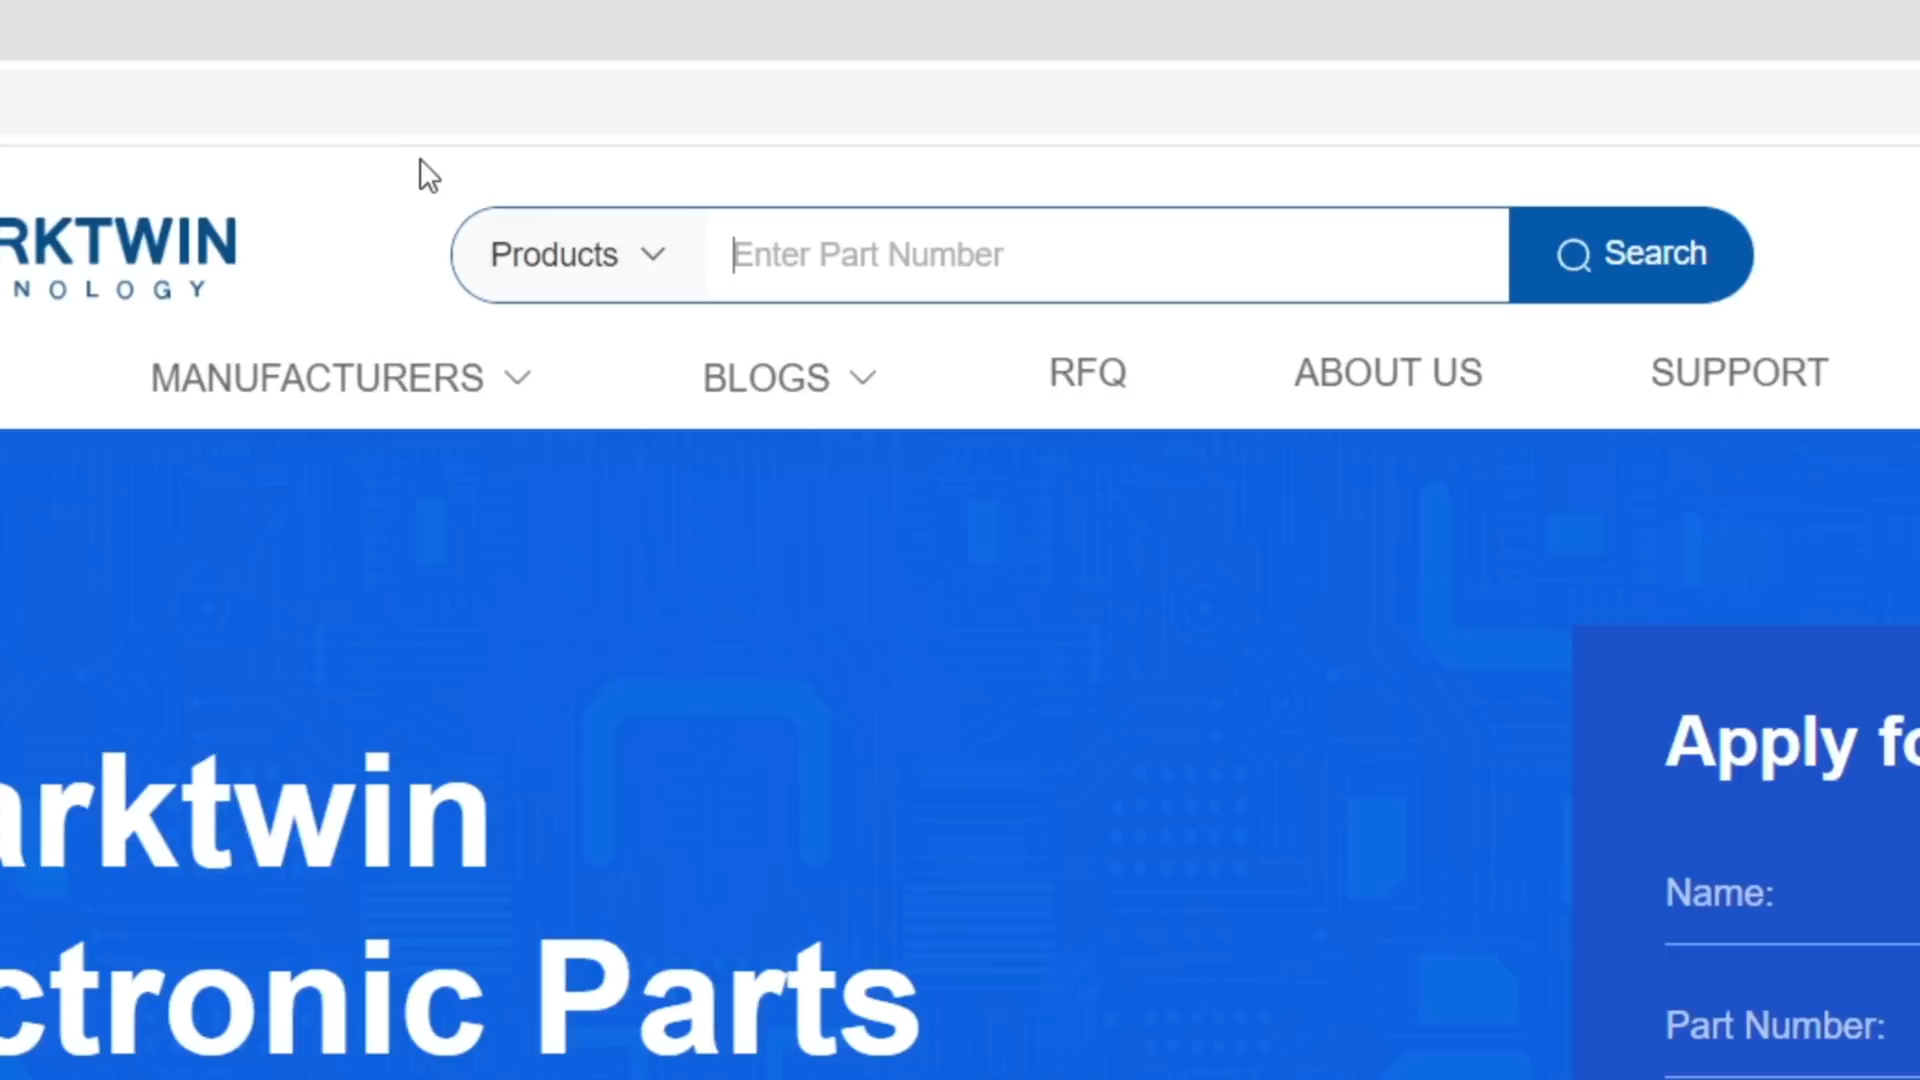 RKTWIN
NOLOGY
Products
Enter Part Number
Search
MANUFACTURERS
BLOGS
RFQ
ABOUT US
SUPPORT
arktwin
ctronic Parts
Apply fo
Name:
Part Number: